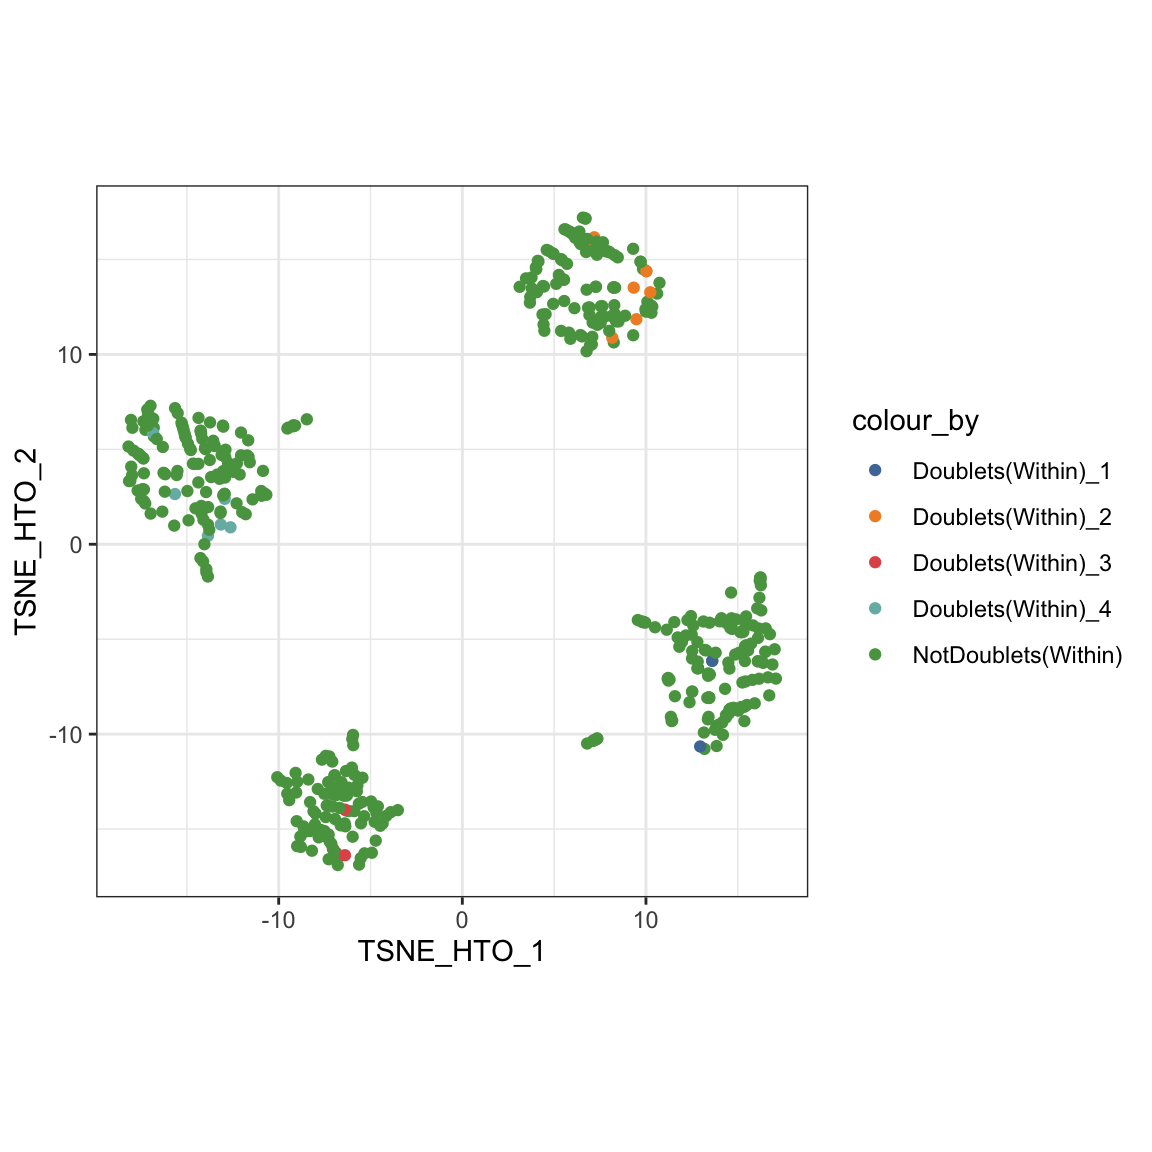 10
0
-10
-10
0
10
TSNE_HTO_1
TSNE_HTO_2
colour_by
Doublets(Within)_1
Doublets(Within)_2
Doublets(Within)_3
Doublets(Within)_4
NotDoublets(Within)